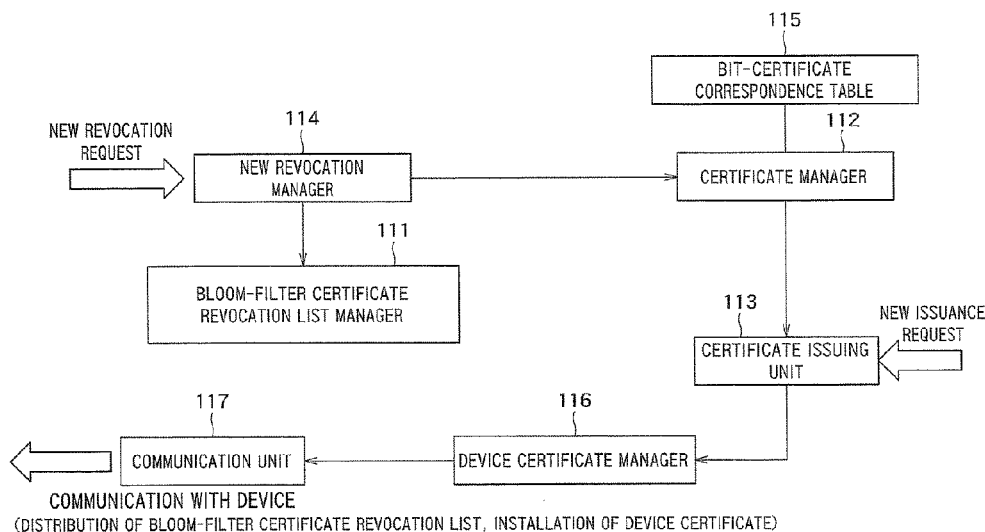 115
BIT-CERTIFICATE
CORRESPONDENCE TABLE
NEW REVOCATION
REQUEST
114
NEW REVOCATION
MANAGER
112
CERTIFICATE MANAGER
111
BLOOM-FILTER CERTIFICATE
REVOCATION LIST MANAGER
113
CERTIFICATE ISSUING
UNIT
NEW ISSUANCE
REQUEST
117
COMMUNICATION UNIT
116
DEVICE CERTIFICATE MANAGER
COMMUNICATION WITH DEVICE
(DISTRIBUTION OF BLOOM-FILTER CERTIFICATE REVOCATION LIST, INSTALLATION OF DEVICE CERTIFICATE)